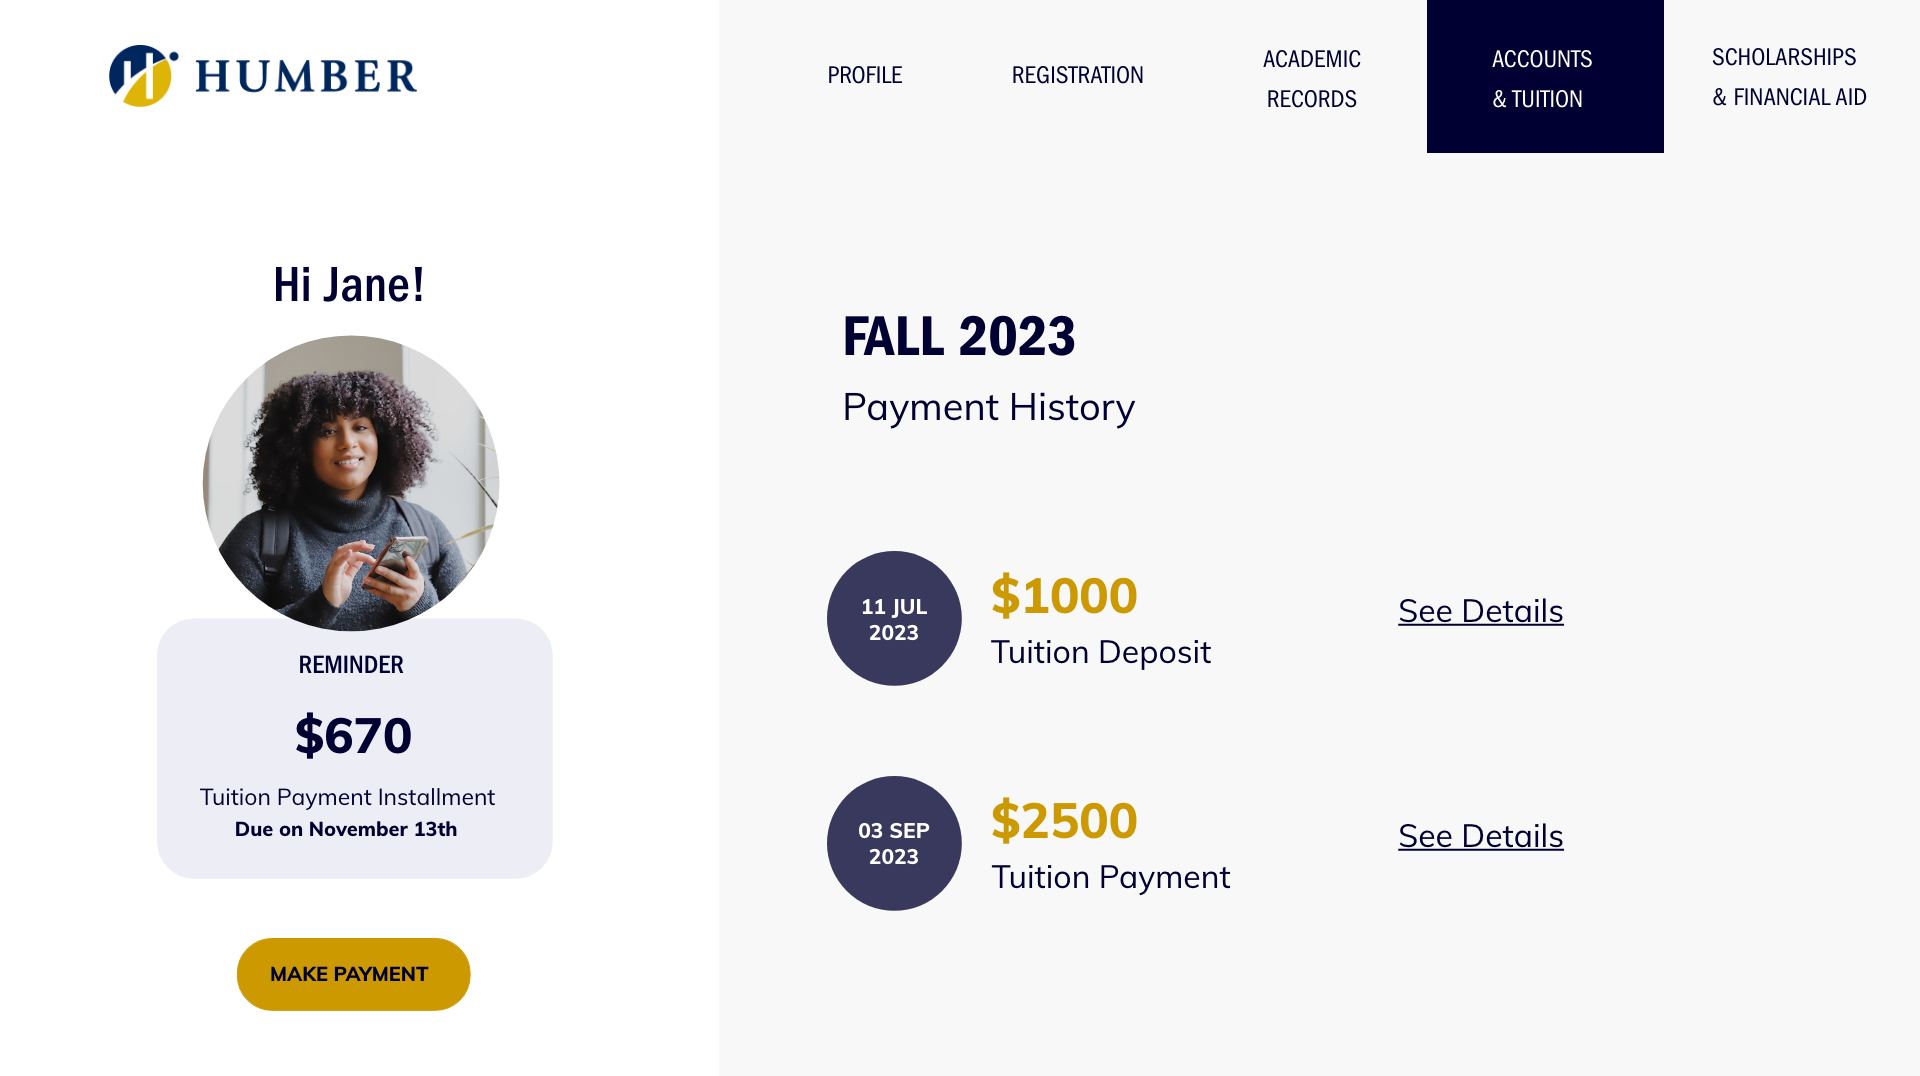 HUMBER
PROFILE
REGISTRATION
ACADEMIC
RECORDS
ACCOUNTS
& TUITION
SCHOLARSHIPS
& FINANCIAL AID
Hi Jane!
REMINDER
$670
Tuition Payment Installment
Due on November 13th
MAKE PAYMENT
FALL 2023
Payment History
11 JUL
2023
$1000
Tuition Deposit
See Details
03 SEP
2023
$2500
Tuition Payment
See Details